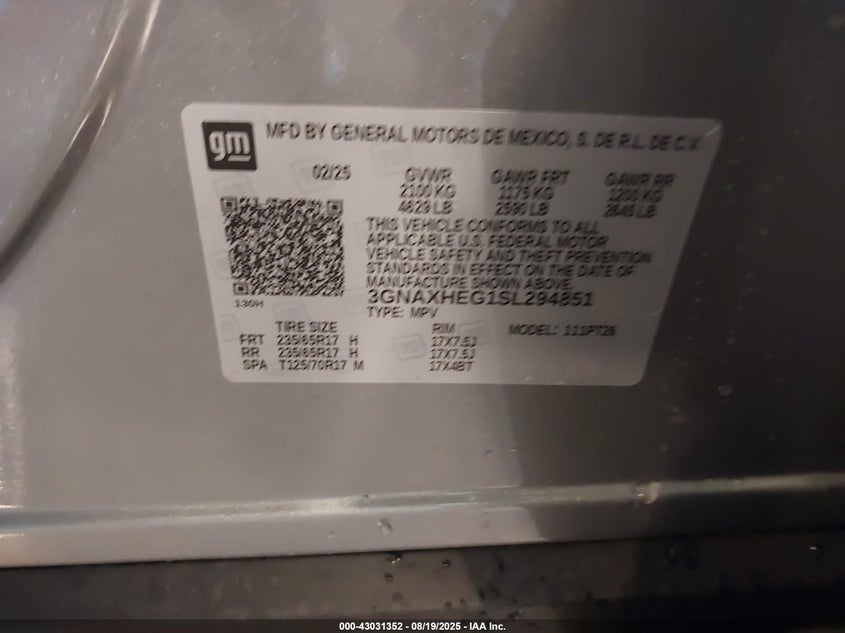 gm MFD BY GENERAL MOTORS DE MEXICO, S. DE R.L. DE C.V.
02/25 GVWR GAWR FRT GAWR RR
2100 KG 1175 KG 1200 KG
4629 LB 2590 LB 2645 LB
THIS VEHICLE CONFORMS TO ALL
APPLICABLE U.S. FEDERAL MOTOR
VEHICLE SAFETY AND THEFT PREVENTION
STANDARDS IN EFFECT ON THE DATE OF
MANUFACTURE SHOWN ABOVE.
130H 3GNAXHEG1SL294851
TYPE: MPV
TIRE SIZE RIM MODEL: 111PT26
FRT 235/65R17 H 17X7.5J
RR 235/65R17 H 17X7.5J
SPA T125/70R17 M 17X4BT
000-43031352 - 08/19/2025 - IAA Inc.